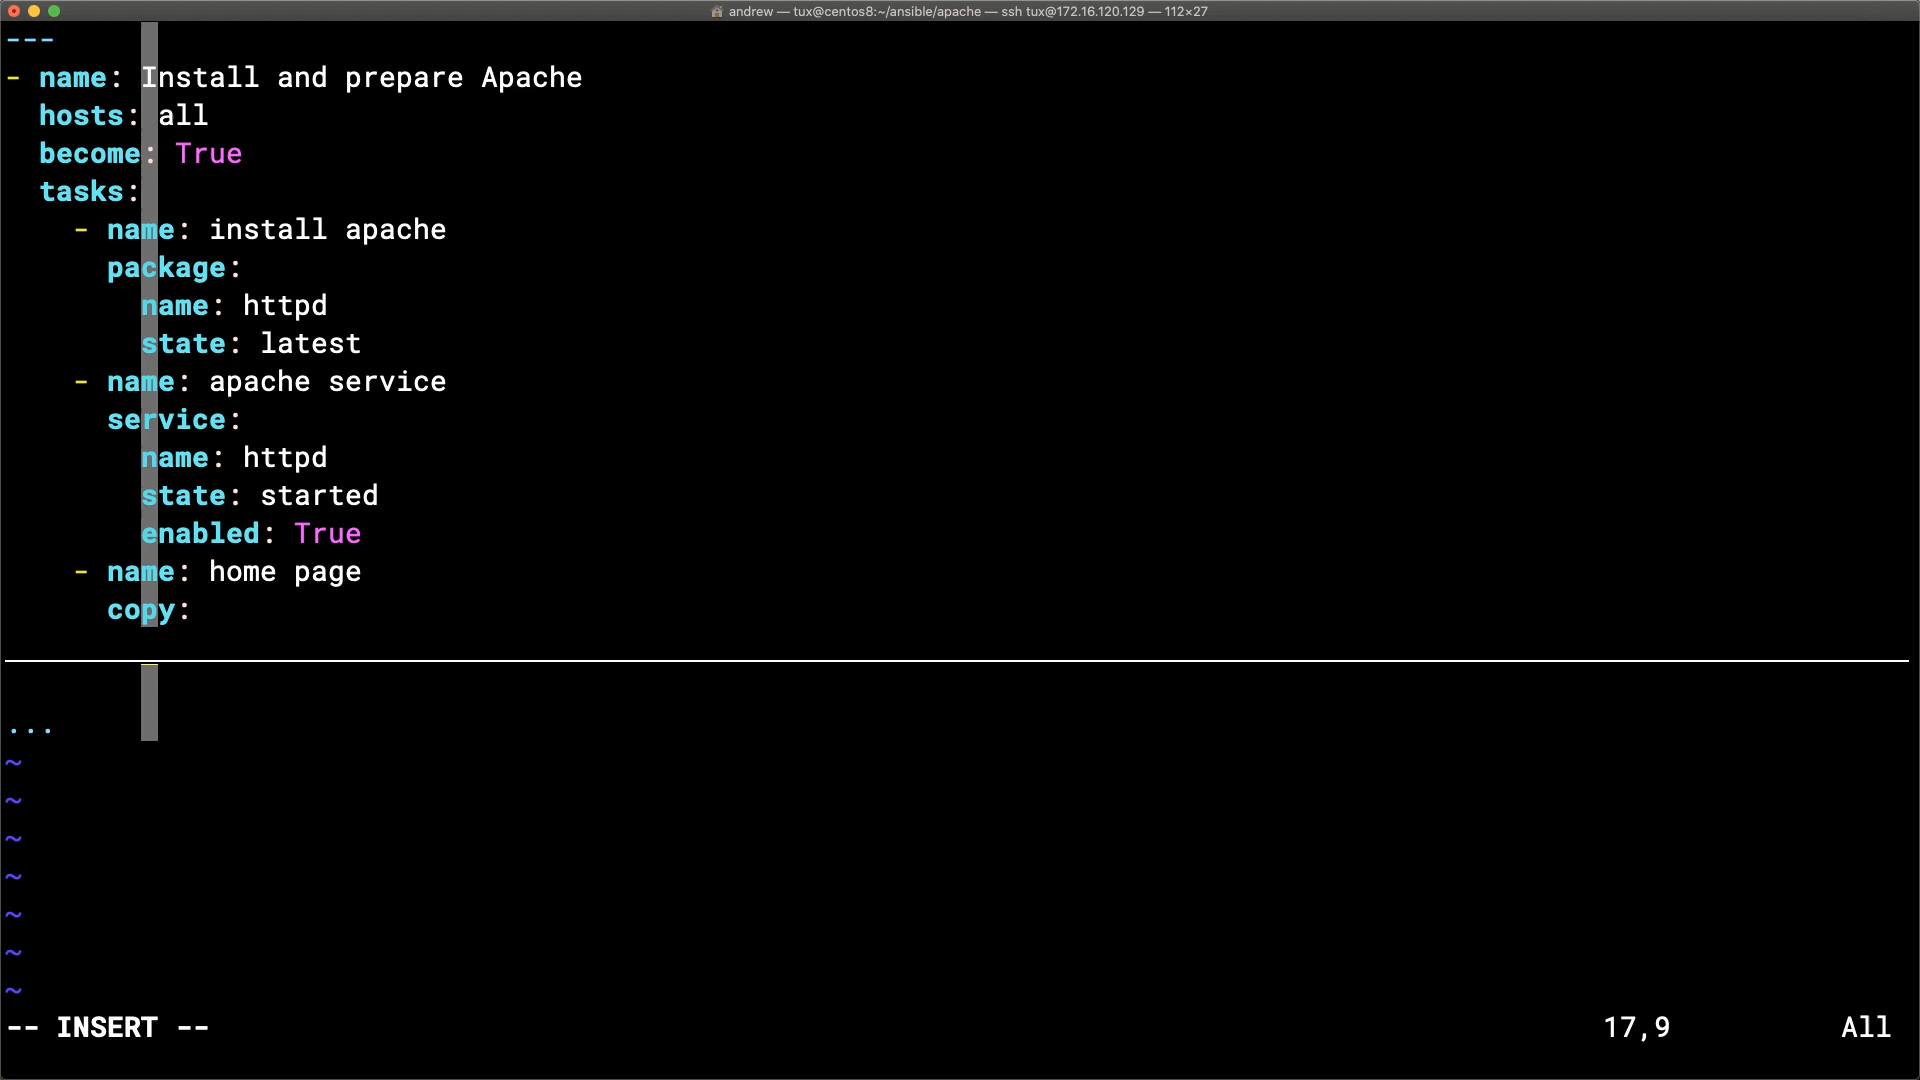 andrew — tux@centos8:~/ansible/apache — ssh tux@172.16.120.129 — 112×27
---
- name: Install and prepare Apache
  hosts: all
  become: True
  tasks:
    - name: install apache
      package:
        name: httpd
        state: latest
    - name: apache service
      service:
        name: httpd
        state: started
        enabled: True
    - name: home page
      copy:
...
~
~
~
~
~
~
~
-- INSERT -- 17,9 All